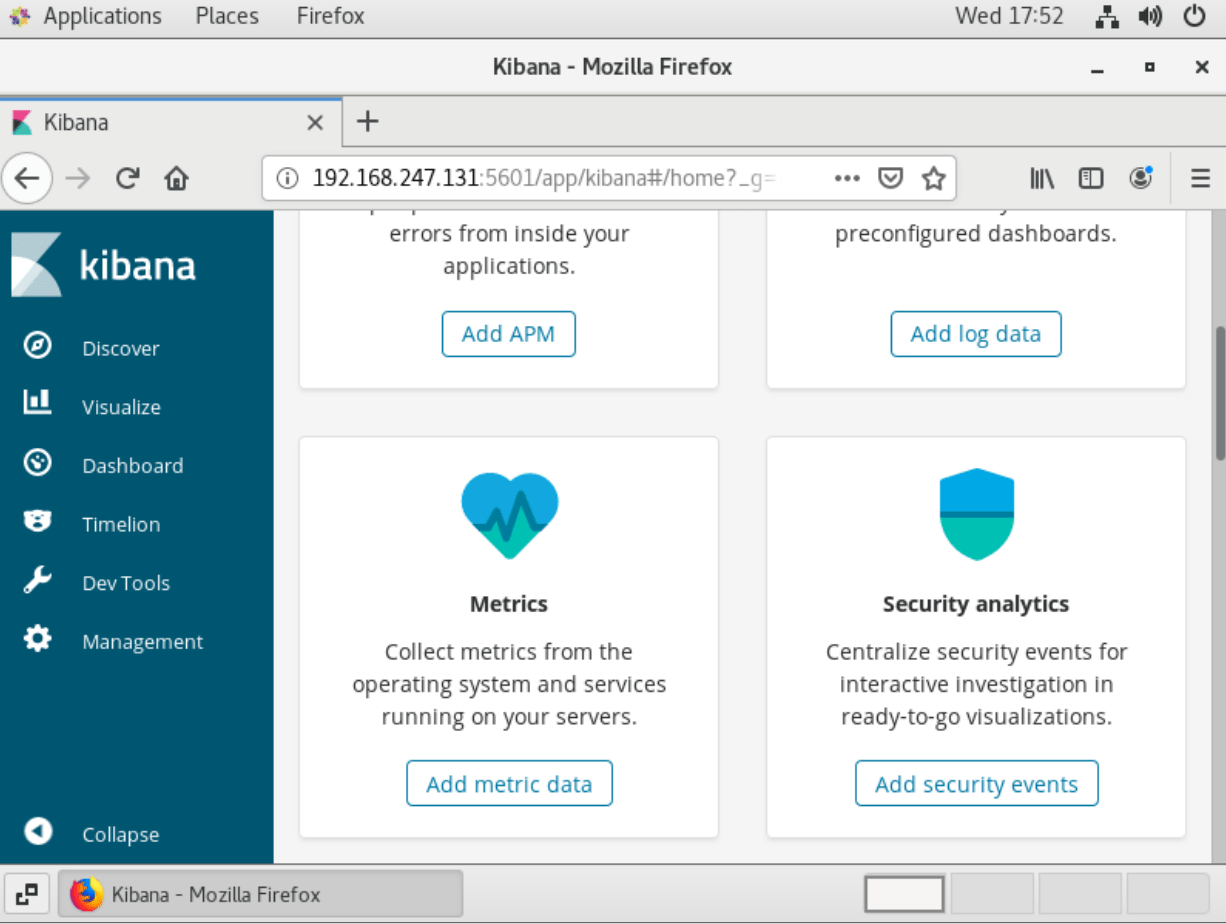 Applications Places Firefox Wed 17:52
Kibana - Mozilla Firefox
Kibana
192.168.247.131:5601/app/kibana#/home?_g=
kibana
Discover
Visualize
Dashboard
Timelion
Dev Tools
Management
Collapse
errors from inside your
applications.
Add APM
preconfigured dashboards.
Add log data
Metrics
Collect metrics from the
operating system and services
running on your servers.
Add metric data
Security analytics
Centralize security events for
interactive investigation in
ready-to-go visualizations.
Add security events
Kibana - Mozilla Firefox